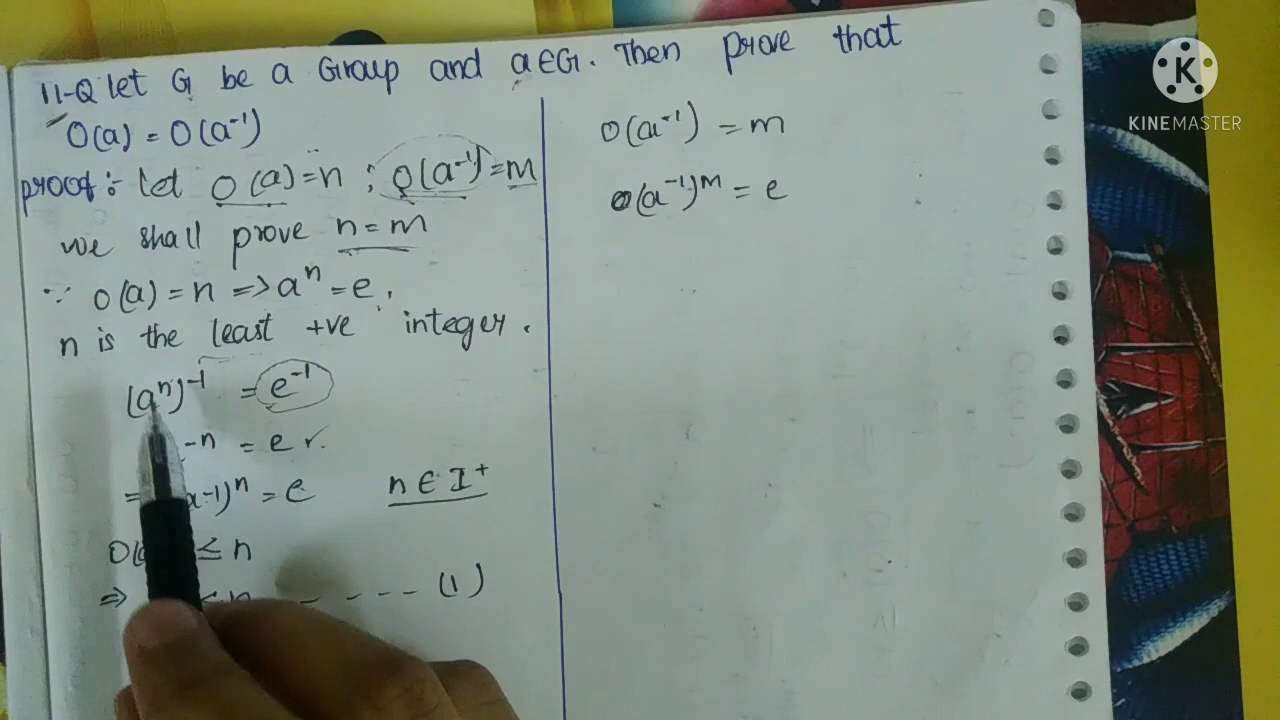 11-Q let G be a Group and a∈G. Then prove that
O(a) = O(a⁻¹)
proof:- let O(a) = n ; O(a⁻¹) = m
we shall prove n = m
∵ O(a) = n => aⁿ = e,
n is the least +ve integer.
(aⁿ)⁻¹ = e⁻¹
-n = e
= -1)ⁿ = e n ∈ I⁺
O( ≤ n
=> ≤ n - - - - - (1)
O(a⁻¹) = m
(a⁻¹)ᵐ = e
K
KINEMASTER